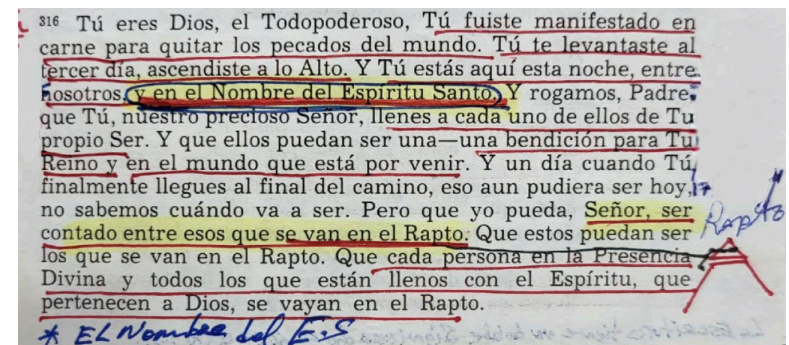 316 Tú eres Dios, el Todopoderoso, Tú fuiste manifestado en
carne para quitar los pecados del mundo. Tú te levantaste al
tercer día, ascendiste a lo Alto. Y Tú estás aquí esta noche, entre
nosotros, y en el Nombre del Espíritu Santo. Y rogamos, Padre
que Tú, nuestro precioso Señor, llenes a cada uno de ellos de Tu
propio Ser. Y que ellos puedan ser una—una bendición para Tu
Reino y en el mundo que está por venir. Y un día cuando Tú
finalmente llegues al final del camino, eso aun pudiera ser hoy,
no sabemos cuándo va a ser. Pero que yo pueda, Señor, ser
contado entre esos que se van en el Rapto. Que estos puedan ser
los que se van en el Rapto. Que cada persona en la Presencia
Divina y todos los que están llenos con el Espíritu, que
pertenecen a Dios, se vayan en el Rapto.
Rapto
* EL Nombre del E.S